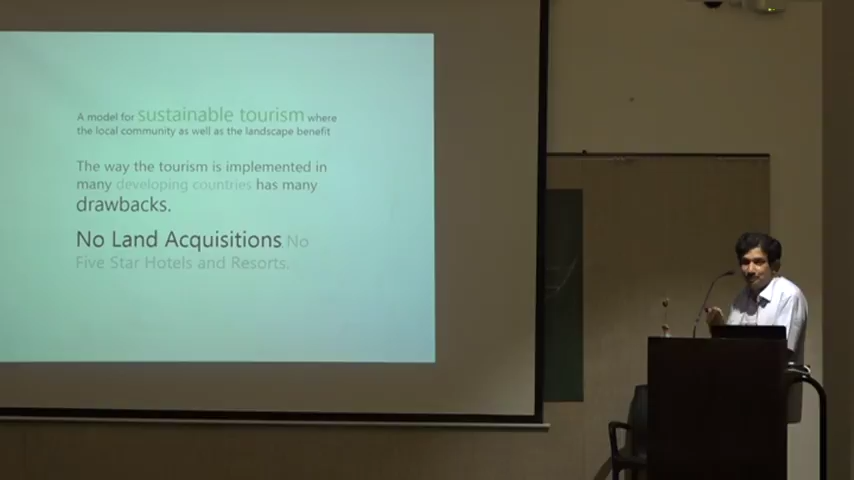 A model for sustainable tourism where
the local community as well as the landscape benefit
The way the tourism is implemented in
many developing countries has many
drawbacks.
No Land Acquisitions. No
Five Star Hotels and Resorts.